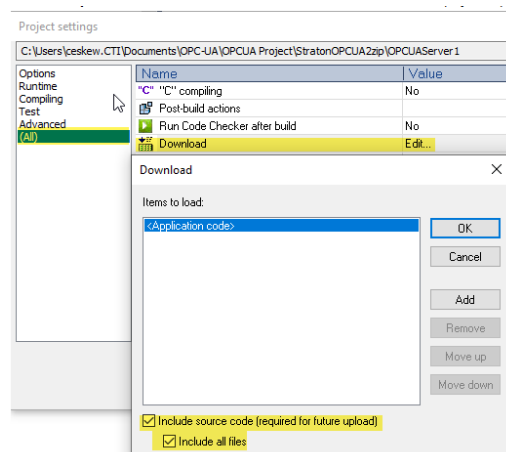 Project settings
C:\Users\ceskew.CTI\Documents\OPC-UA\OPCUA Project\StratonOPCUA2zip\OPCUAServer1
Options
Runtime
Compiling
Test
Advanced
(All)
Name Value
"C" "C" compiling No
Post-build actions
Run Code Checker after build No
Download Edit...
Download
Items to load:
<Application code>
OK
Cancel
Add
Remove
Move up
Move down
Include source code (required for future upload)
Include all files